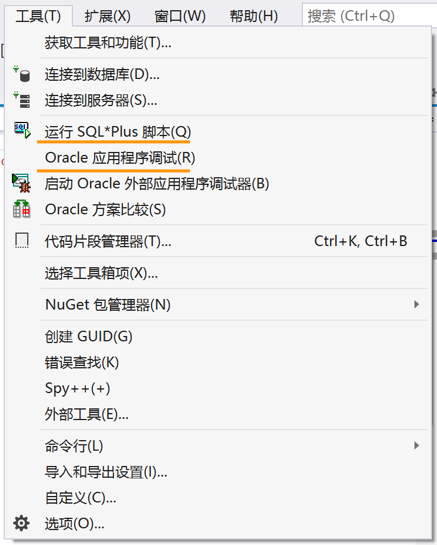 工具(T) 扩展(X) 窗口(W) 帮助(H) 搜索 (Ctrl+Q)
获取工具和功能(T)...
连接到数据库(D)...
连接到服务器(S)...
运行 SQL*Plus 脚本(Q)
Oracle 应用程序调试(R)
启动 Oracle 外部应用程序调试器(B)
Oracle 方案比较(S)
代码片段管理器(T)... Ctrl+K, Ctrl+B
选择工具箱项(X)...
NuGet 包管理器(N)
创建 GUID(G)
错误查找(K)
Spy++(+)
外部工具(E)...
命令行(L)
导入和导出设置(I)...
自定义(C)...
选项(O)...